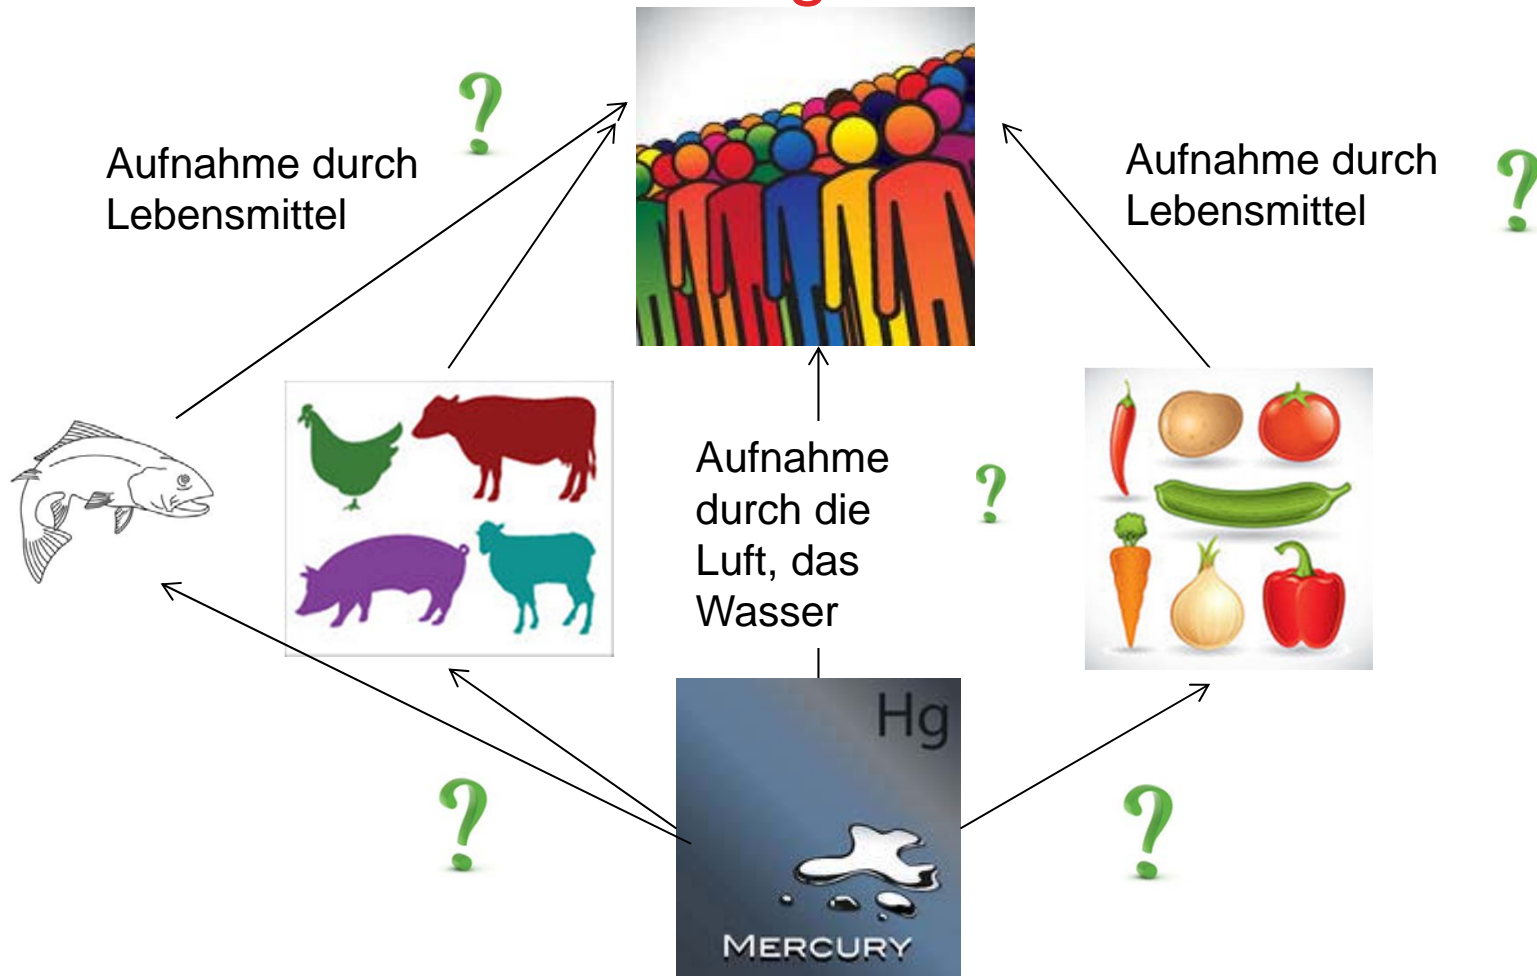 Aufnahme durch
Lebensmittel
?
Aufnahme durch
Lebensmittel
?
Aufnahme
durch die
Luft, das
Wasser
?
Hg
?
?
MERCURY